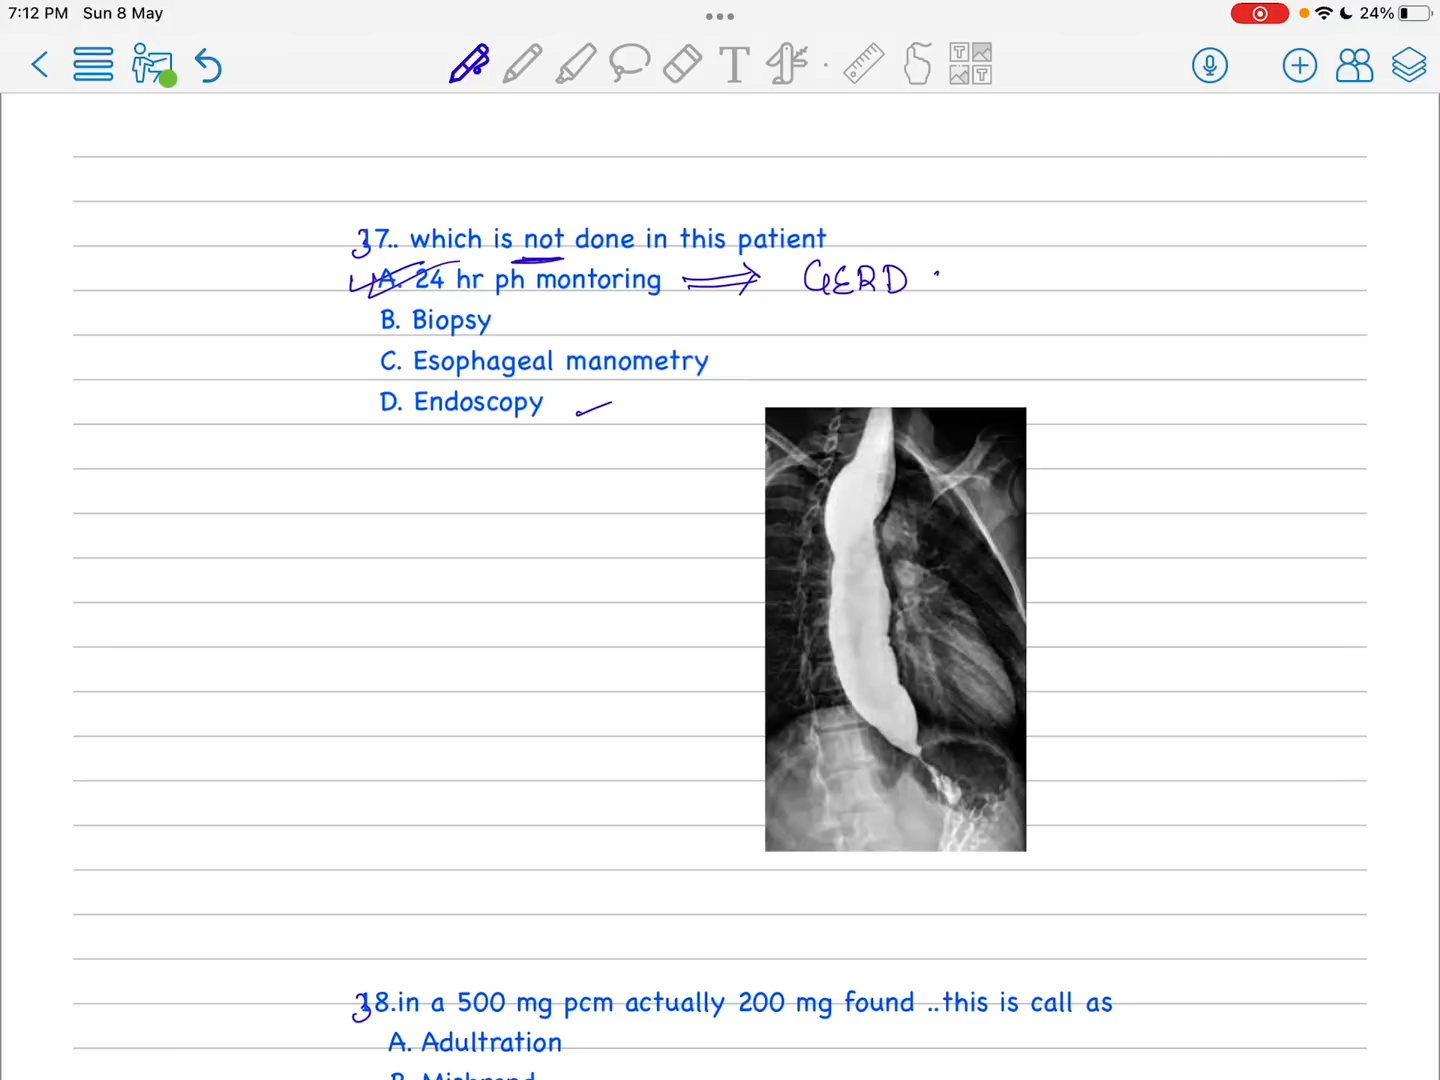 7:12 PM Sun 8 May
24%
37.. which is not done in this patient
A. 24 hr ph montoring ⇒ GERD
B. Biopsy
C. Esophageal manometry
D. Endoscopy ✓
38.in a 500 mg pcm actually 200 mg found ..this is call as
A. Adultration
B. Misbrand